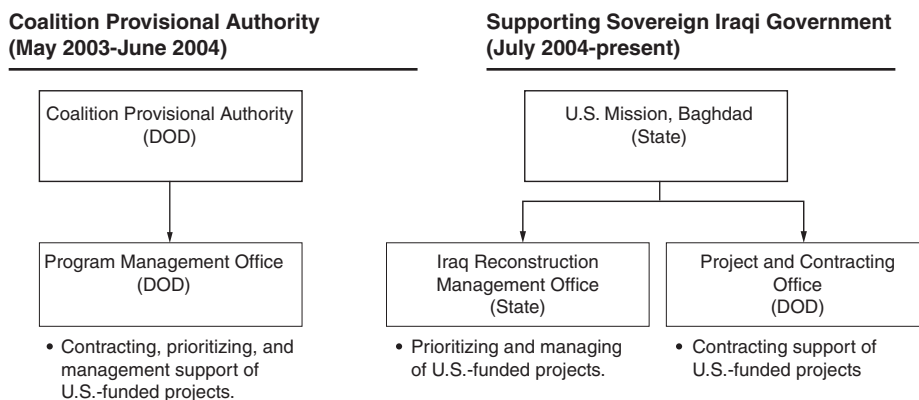 Coalition Provisional Authority
(May 2003-June 2004)
Coalition Provisional Authority
(DOD)
Program Management Office
(DOD)
• Contracting, prioritizing, and
management support of
U.S.-funded projects.
Supporting Sovereign Iraqi Government
(July 2004-present)
U.S. Mission, Baghdad
(State)
Iraq Reconstruction
Management Office
(State)
• Prioritizing and managing
of U.S.-funded projects.
Project and Contracting
Office
(DOD)
• Contracting support of
U.S.-funded projects